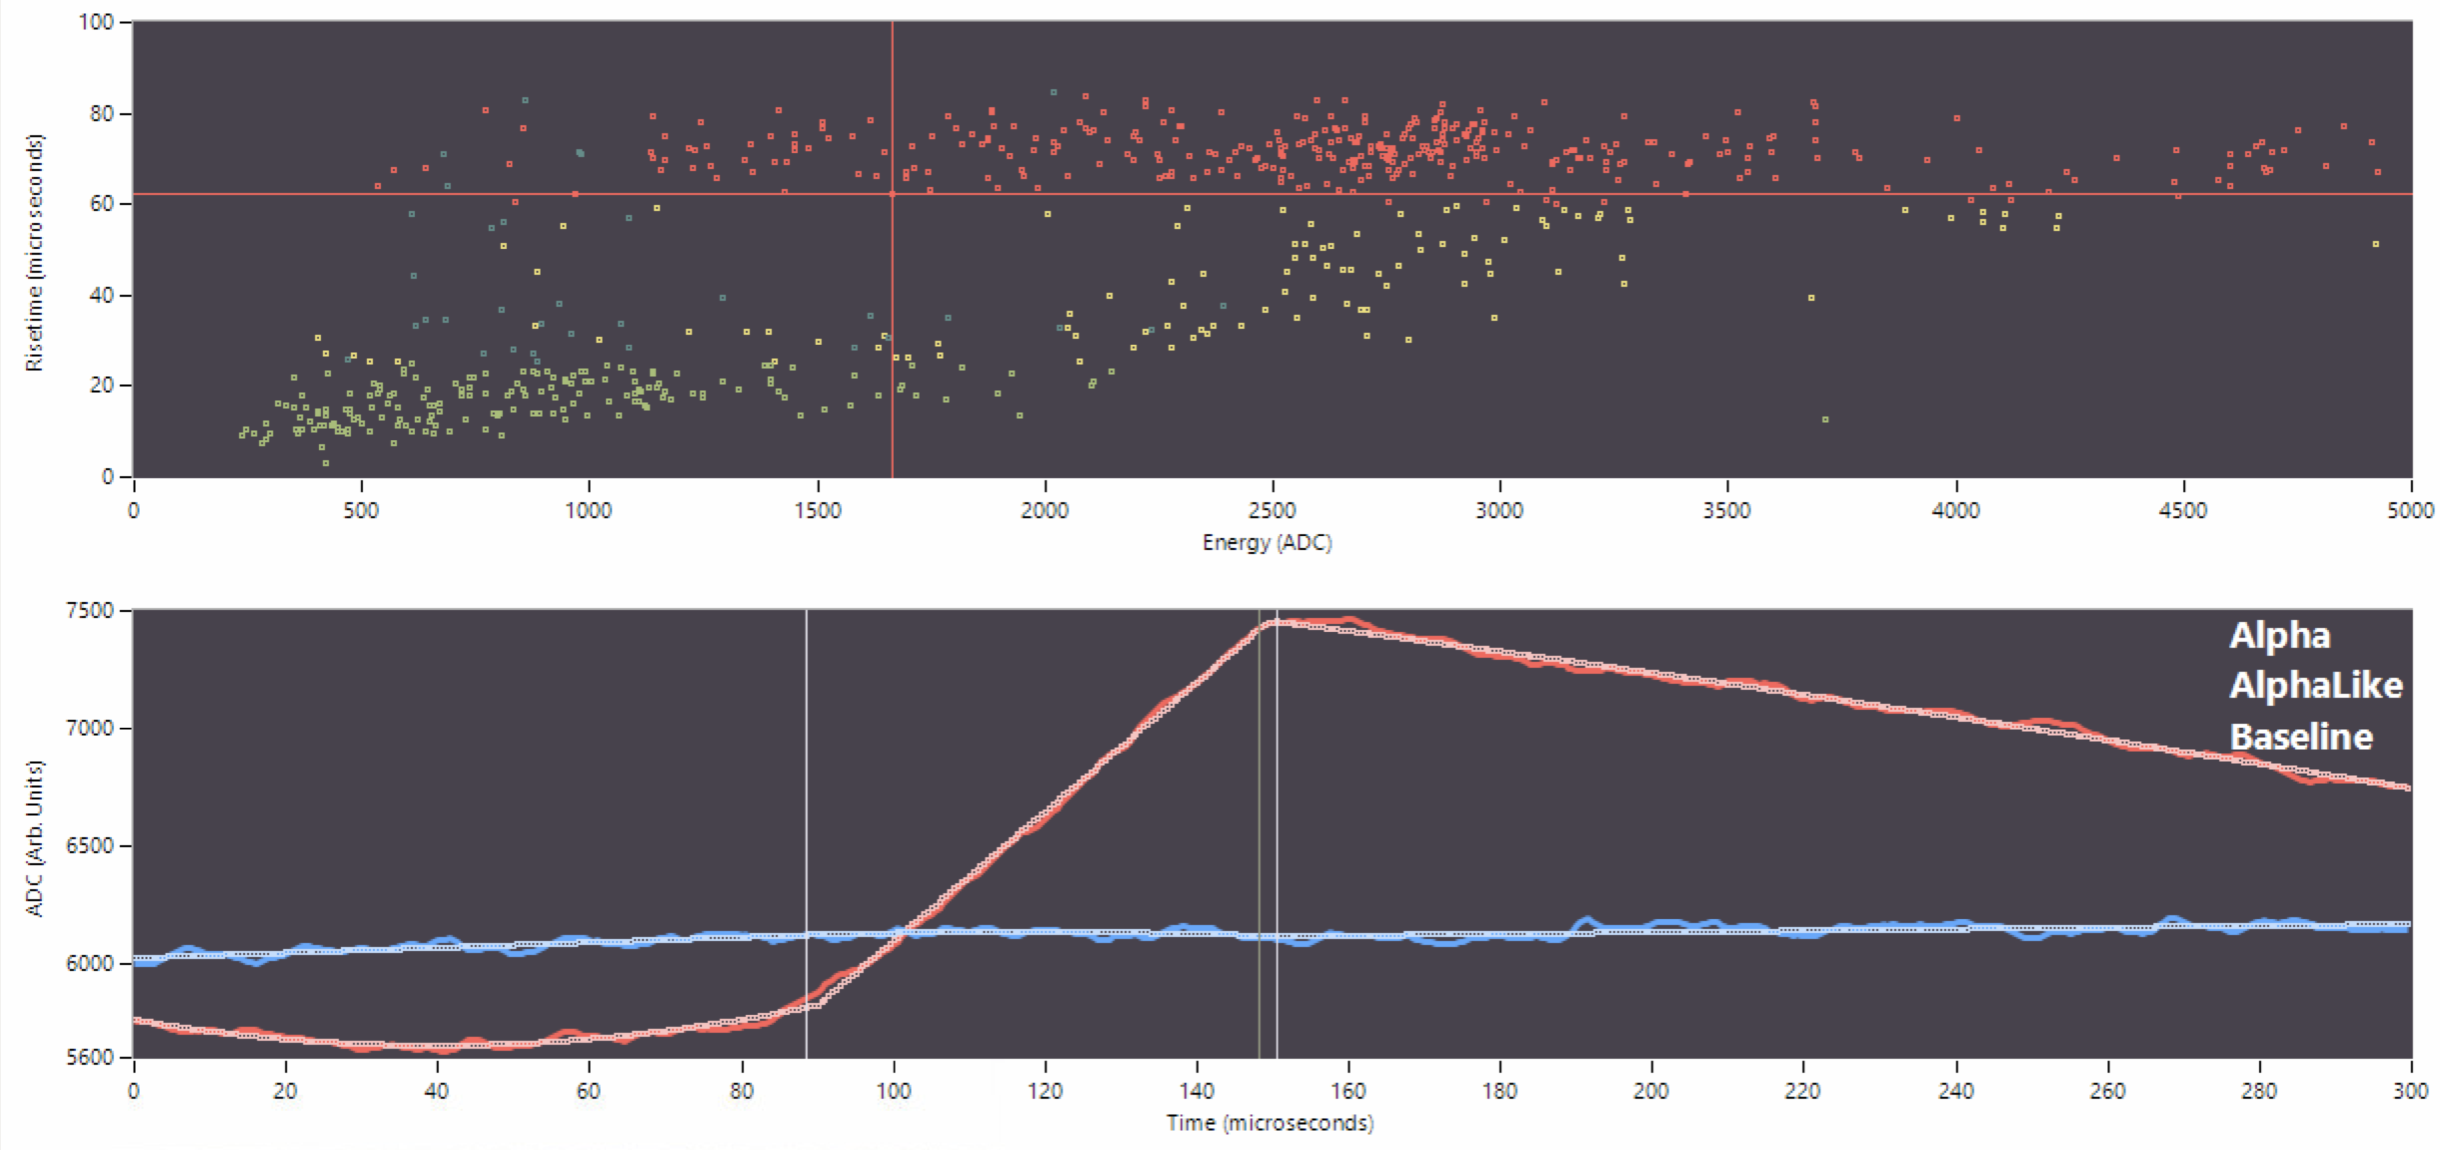 100
80
60
40
20
0
Risetime (microseconds)
0 500 1000 1500 2000 2500 3000 3500 4000 4500 5000
Energy (ADC)
7500
7000
6500
6000
5600
ADC (Arb. Units)
Alpha
AlphaLike
Baseline
0 20 40 60 80 100 120 140 160 180 200 220 240 260 280 300
Time (microseconds)